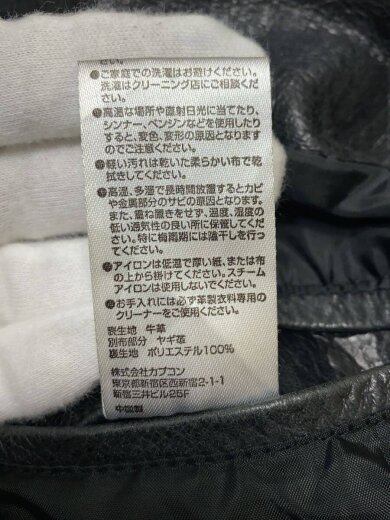 さい。
●ご家庭での洗濯はお避けください。
洗濯はクリーニング店にご相談ください。
●高温な場所や直射日光に当てたり、
シンナー、ベンジンなどを使用したり
すると、変色、変形の原因となります
のでご注意ください。
●軽い汚れは乾いた柔らかい布で乾
拭きしてください。
●高温、多湿で長時間放置するとカビ
や金属部分のサビの原因となります。
また、重ね置きをせず、温度、湿度の
低い通気性の良い所に保管してくださ
い。特に梅雨期には陰干しを行っ
てください。
●アイロンは低温で厚い紙、または布
の上から掛けてください。スチーム
アイロンは使用しないでください。
●お手入れには必ず革製衣料専用の
クリーナーをご使用ください。
表生地 牛革
別布部分 ヤギ革
裏生地 ポリエステル100%
株式会社カプコン
東京都新宿区西新宿2-1-1
新宿三井ビル25F
中国製